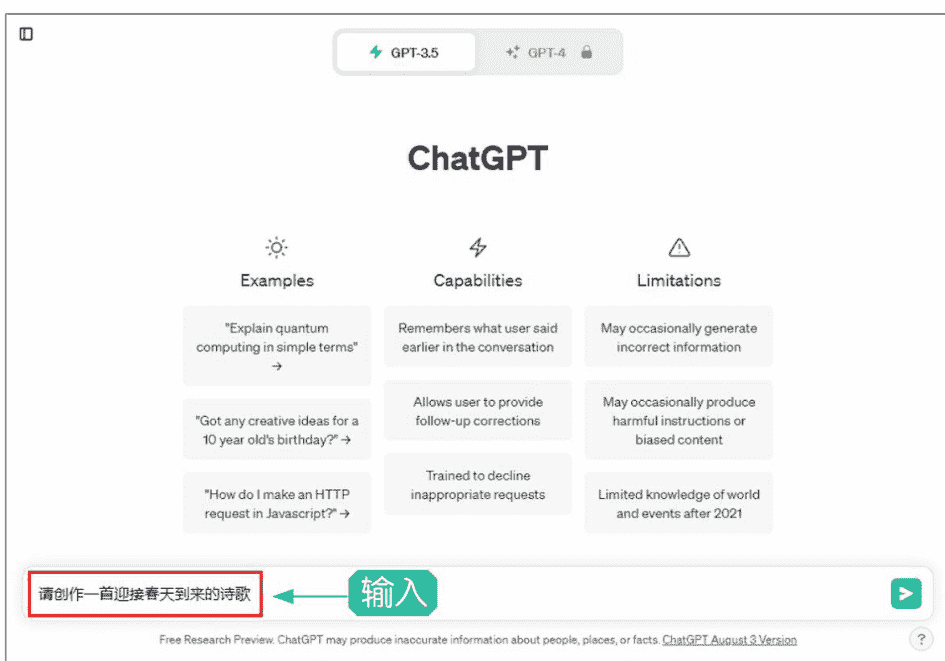 GPT-3.5
GPT-4
ChatGPT
Examples
"Explain quantum
computing in simple terms"
→
"Got any creative ideas for a
10 year old's birthday?" →
"How do I make an HTTP
request in Javascript?" →
Capabilities
Remembers what user said
earlier in the conversation
Allows user to provide
follow-up corrections
Trained to decline
inappropriate requests
Limitations
May occasionally generate
incorrect information
May occasionally produce
harmful instructions or
biased content
Limited knowledge of world
and events after 2021
请创作一首迎接春天到来的诗歌
输入
Free Research Preview. ChatGPT may produce inaccurate information about people, places, or facts. ChatGPT August 3 Version
?